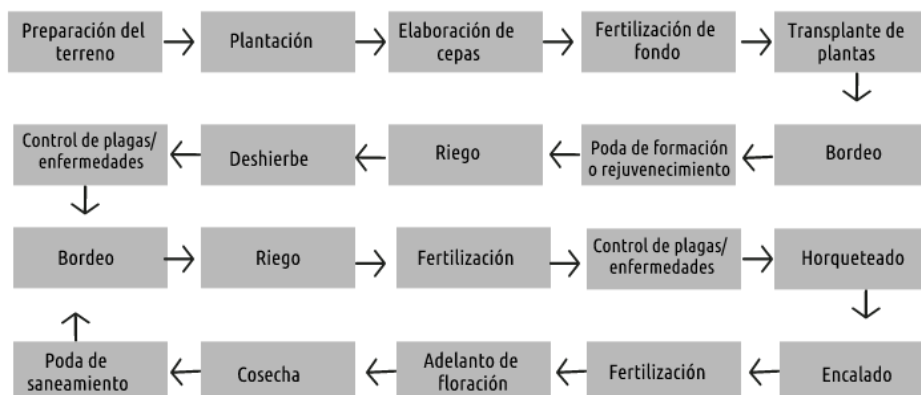 Preparación del
terreno
Plantación
Elaboración de
cepas
Fertilización de
fondo
Transplante de
plantas
Bordeo
Poda de formación
o rejuvenecimiento
Riego
Deshierbe
Control de plagas/
enfermedades
Bordeo
Riego
Fertilización
Control de plagas/
enfermedades
Horqueteado
Encalado
Fertilización
Adelanto de
floración
Cosecha
Poda de
saneamiento